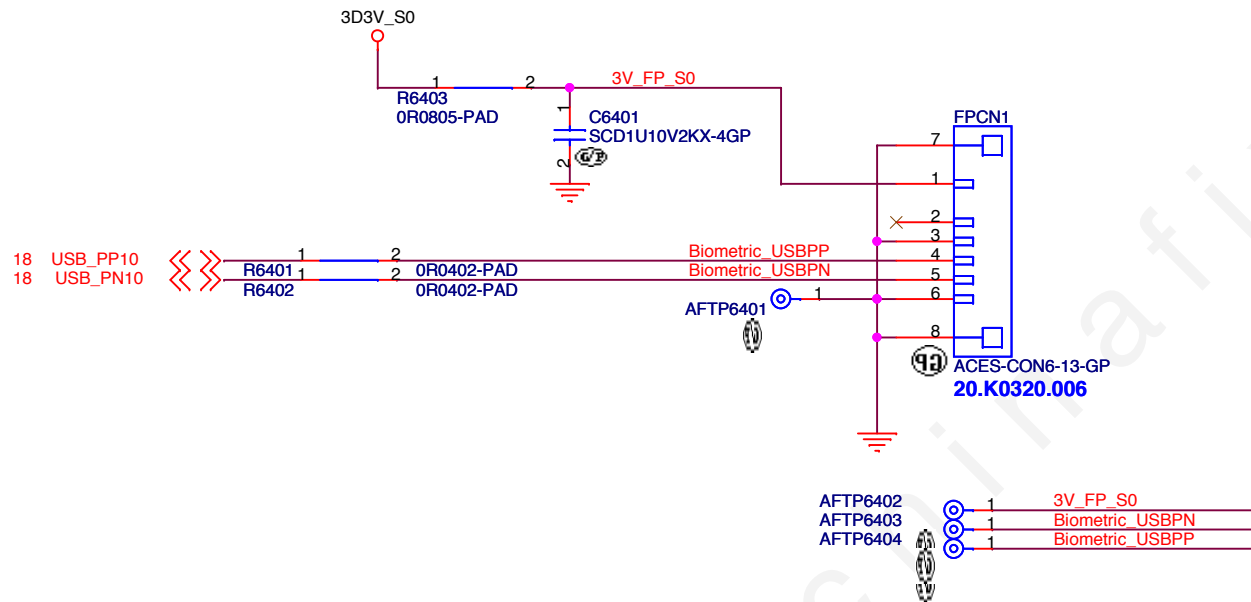 3D3V_S0
1 2 3V_FP_S0
R6403
0R0805-PAD
1
C6401
SCD1U10V2KX-4GP
2 G/P
FPCN1
7
1
2
3
18 USB_PP10 1 2 Biometric_USBPP 4
R6401 0R0402-PAD
18 USB_PN10 1 2 Biometric_USBPN 5
R6402 0R0402-PAD
AFTP6401 1 6
8
GP
ACES-CON6-13-GP
20.K0320.006
AFTP6402 1 3V_FP_S0
AFTP6403 1 Biometric_USBPN
AFTP6404 1 Biometric_USBPP
chinafi